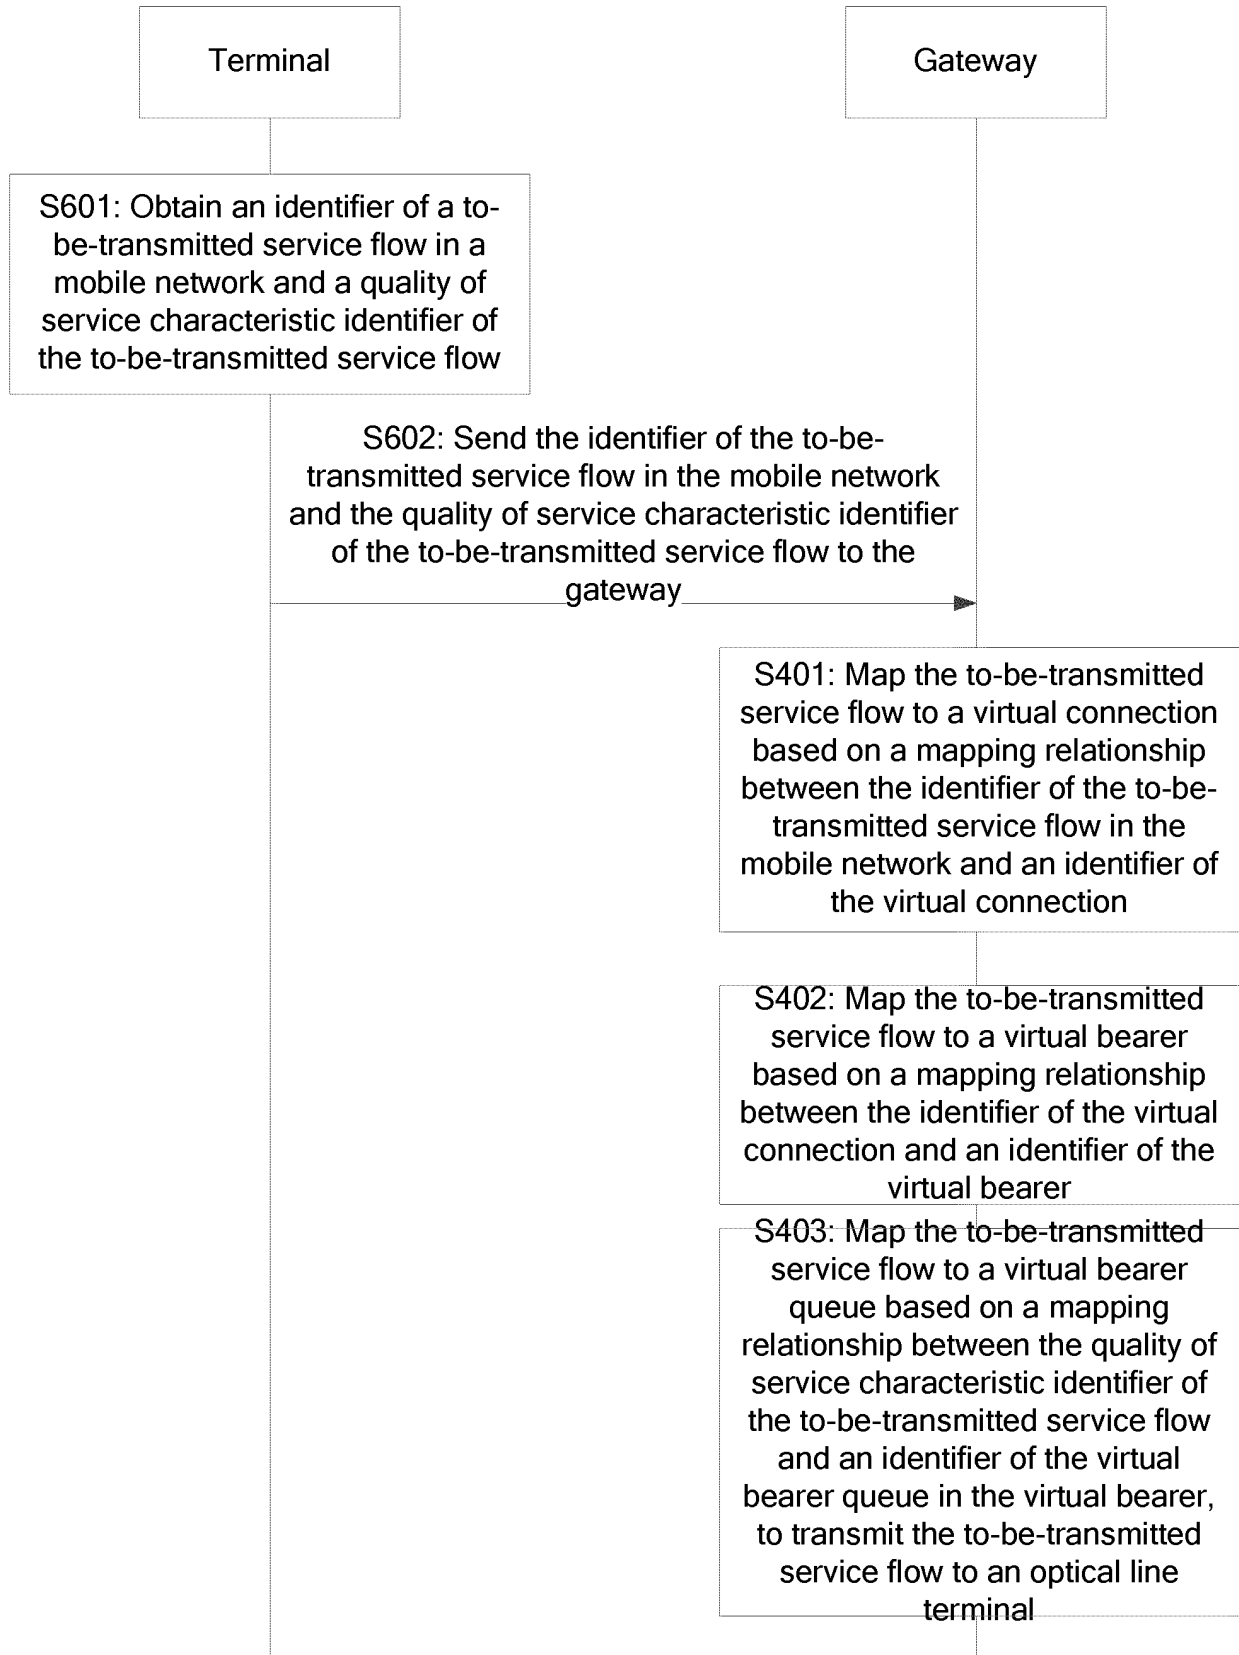 Terminal
Gateway
S601: Obtain an identifier of a to-
be-transmitted service flow in a
mobile network and a quality of
service characteristic identifier of
the to-be-transmitted service flow
S602: Send the identifier of the to-be-
transmitted service flow in the mobile network
and the quality of service characteristic identifier
of the to-be-transmitted service flow to the
gateway
S401: Map the to-be-transmitted
service flow to a virtual connection
based on a mapping relationship
between the identifier of the to-be-
transmitted service flow in the
mobile network and an identifier of
the virtual connection
S402: Map the to-be-transmitted
service flow to a virtual bearer
based on a mapping relationship
between the identifier of the virtual
connection and an identifier of the
virtual bearer
S403: Map the to-be-transmitted
service flow to a virtual bearer
queue based on a mapping
relationship between the quality of
service characteristic identifier of
the to-be-transmitted service flow
and an identifier of the virtual
bearer queue in the virtual bearer,
to transmit the to-be-transmitted
service flow to an optical line
terminal